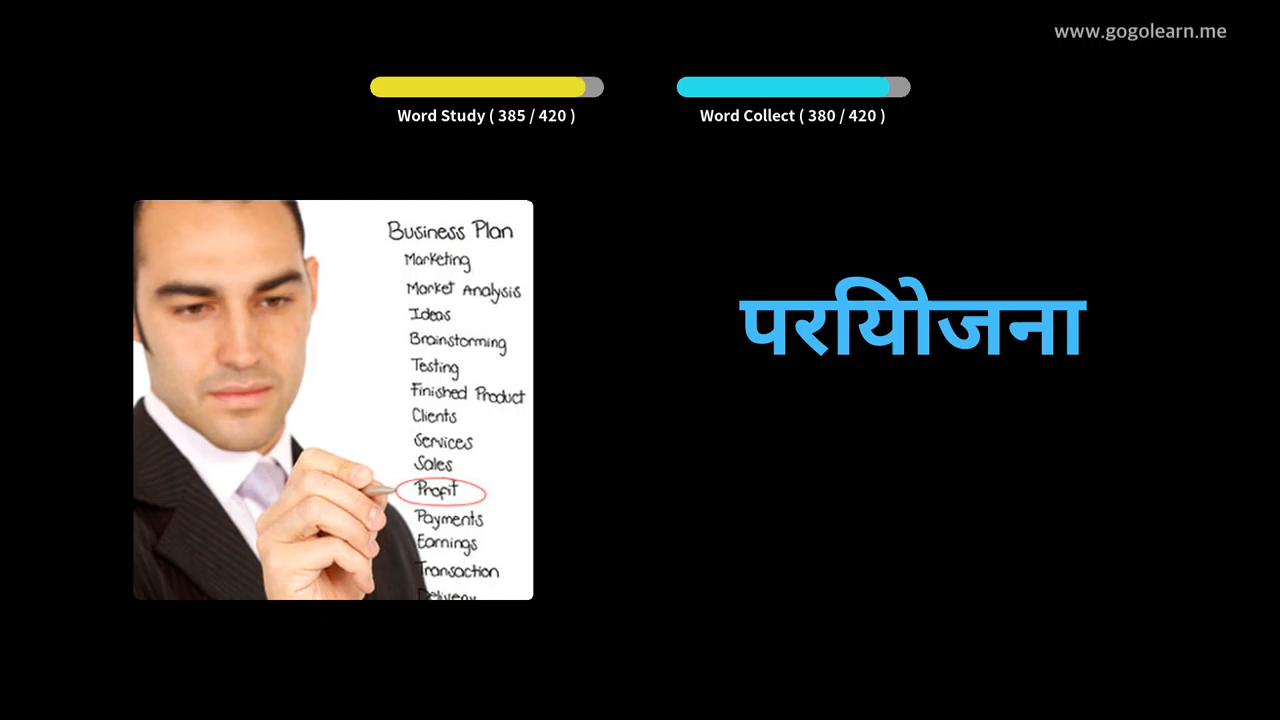 www.gogolearn.me
Word Study ( 385 / 420 )
Word Collect ( 380 / 420 )
Business Plan
Marketing
Market Analysis
Ideas
Brainstorming
Testing
Finished Product
Clients
Services
Sales
Profit
Payments
Earnings
Transaction
Delivery
परियोजना